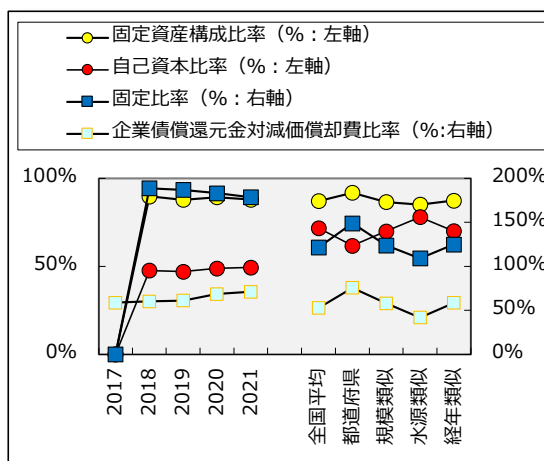 固定資産構成比率（%：左軸）
自己資本比率（%：左軸）
固定比率（%：右軸）
企業債償還元金対減価償却費比率（%:右軸）
100%
50%
0%
200%
150%
100%
50%
0%
2017
2018
2019
2020
2021
全国平均
都道府県
規模類似
水源類似
経年類似